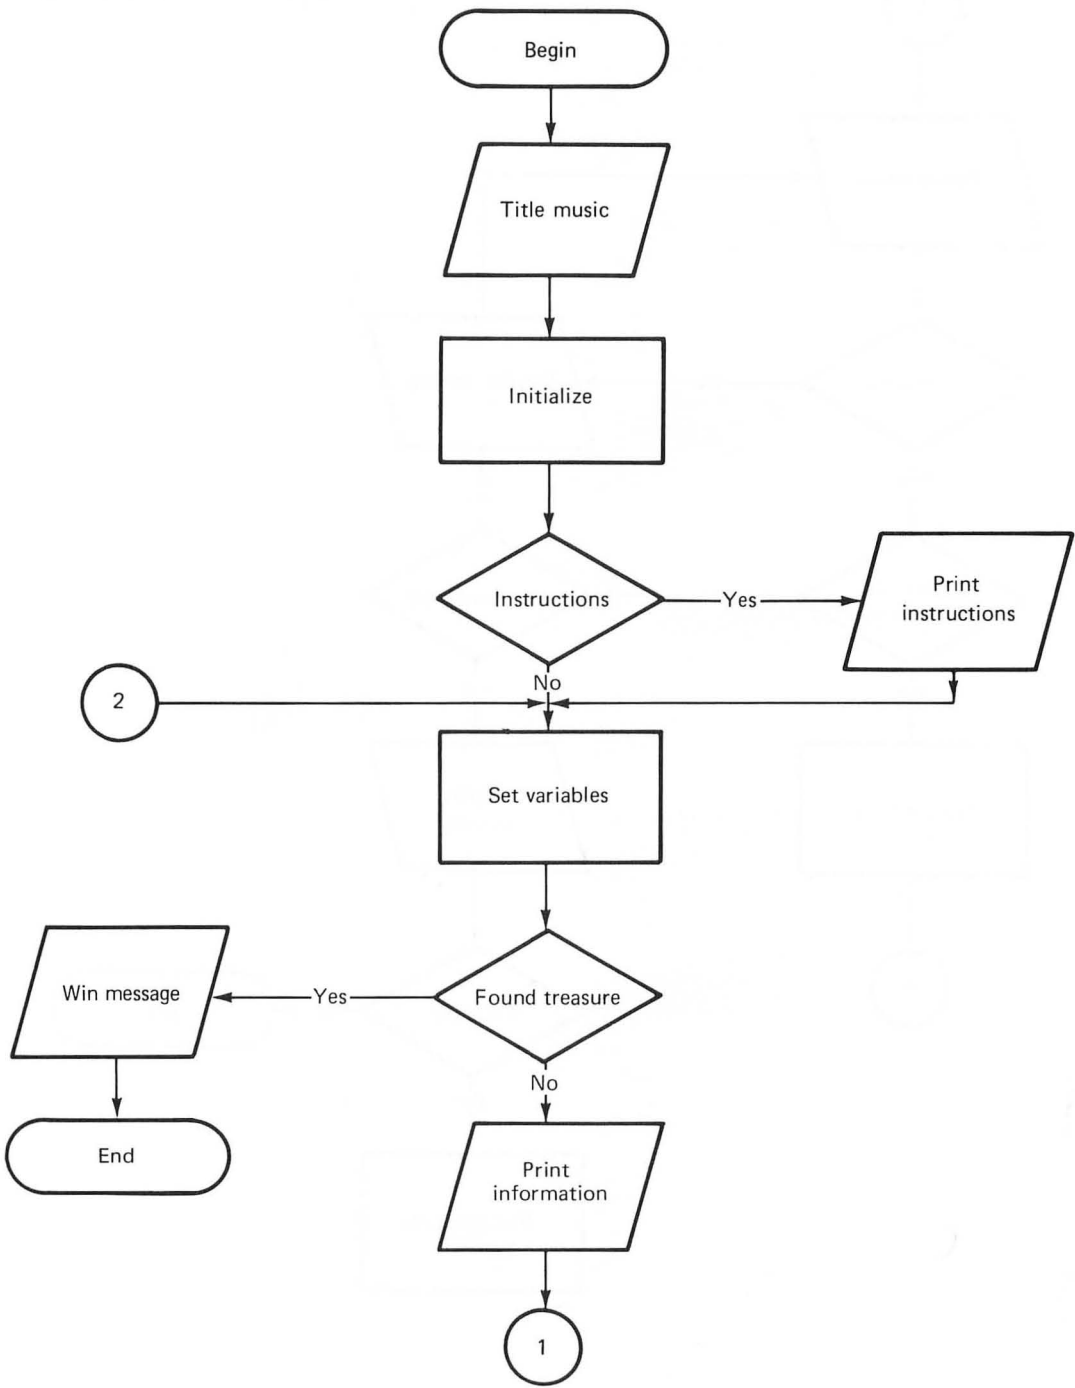 Begin
Title music
Initialize
Instructions
Yes
Print
instructions
No
2
Set variables
Win message
Yes
Found treasure
No
End
Print
information
1